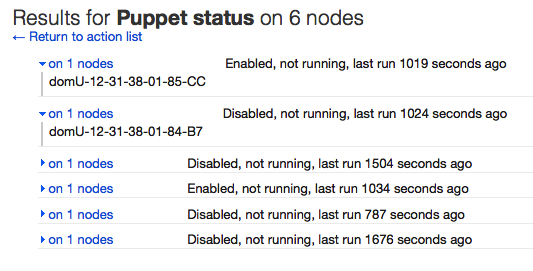 Results for Puppet status on 6 nodes
← Return to action list
on 1 nodes Enabled, not running, last run 1019 seconds ago
domU-12-31-38-01-85-CC
on 1 nodes Disabled, not running, last run 1024 seconds ago
domU-12-31-38-01-84-B7
on 1 nodes Disabled, not running, last run 1504 seconds ago
on 1 nodes Enabled, not running, last run 1034 seconds ago
on 1 nodes Disabled, not running, last run 787 seconds ago
on 1 nodes Disabled, not running, last run 1676 seconds ago